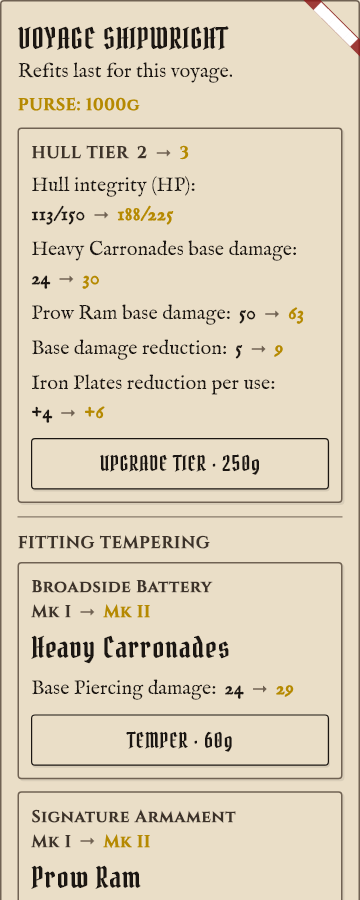 VOYAGE SHIPWRIGHT
Refits last for this voyage.
PURSE: 1000G
HULL TIER 2 → 3
Hull integrity (HP):
113/150 → 188/225
Heavy Carronades base damage:
24 → 30
Prow Ram base damage: 50 → 63
Base damage reduction: 5 → 9
Iron Plates reduction per use:
+4 → +6
UPGRADE TIER · 250g
FITTING TEMPERING
Broadside Battery
Mk I → Mk II
Heavy Carronades
Base Piercing damage: 24 → 29
TEMPER · 60g
Signature Armament
Mk I → Mk II
Prow Ram